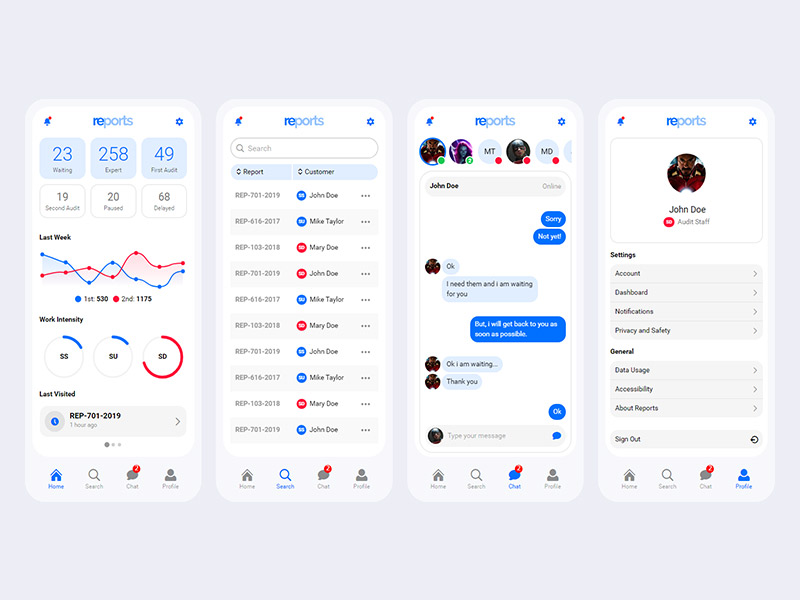 reports
23
Waiting
258
Expert
49
First Audit
19
Second Audit
20
Paused
68
Delayed
Last Week
1st: 530 2nd: 1175
Work Intensity
SS
SU
SD
Last Visited
REP-701-2019
1 hour ago
Home
Search
2
Chat
Profile
reports
Search
Report Customer
REP-701-2019 SS John Doe
REP-616-2017 SU Mike Taylor
REP-103-2018 SD Mary Doe
REP-701-2019 SD John Doe
REP-616-2017 SU Mike Taylor
REP-103-2018 SD Mary Doe
REP-701-2019 SS John Doe
REP-616-2017 SU Mike Taylor
REP-103-2018 SD Mary Doe
REP-701-2019 SS John Doe
Home
Search
2
Chat
Profile
reports
2
MT
MD
John Doe Online
Sorry
Not yet!
Ok
I need them and i am waiting
for you
But, i will get back to you as
soon as possible.
Ok i am waiting...
Thank you
Ok
Type your message
Home
Search
2
Chat
Profile
reports
John Doe
SD Audit Staff
Settings
Account
Dashboard
Notifications
Privacy and Safety
General
Data Usage
Accessibility
About Reports
Sign Out
Home
Search
2
Chat
Profile